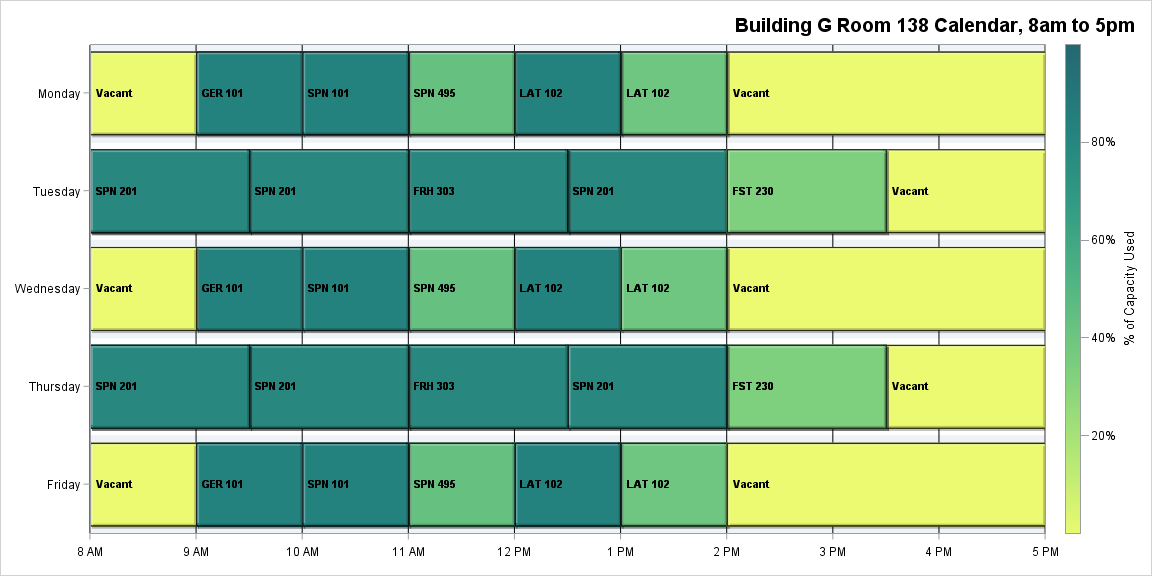 Building G Room 138 Calendar, 8am to 5pm
Monday
Vacant
GER 101
SPN 101
SPN 495
LAT 102
LAT 102
Vacant
Tuesday
SPN 201
SPN 201
FRH 303
SPN 201
FST 230
Vacant
Wednesday
Vacant
GER 101
SPN 101
SPN 495
LAT 102
LAT 102
Vacant
Thursday
SPN 201
SPN 201
FRH 303
SPN 201
FST 230
Vacant
Friday
Vacant
GER 101
SPN 101
SPN 495
LAT 102
LAT 102
Vacant
8 AM
9 AM
10 AM
11 AM
12 PM
1 PM
2 PM
3 PM
4 PM
5 PM
80%
60%
40%
20%
% of Capacity Used